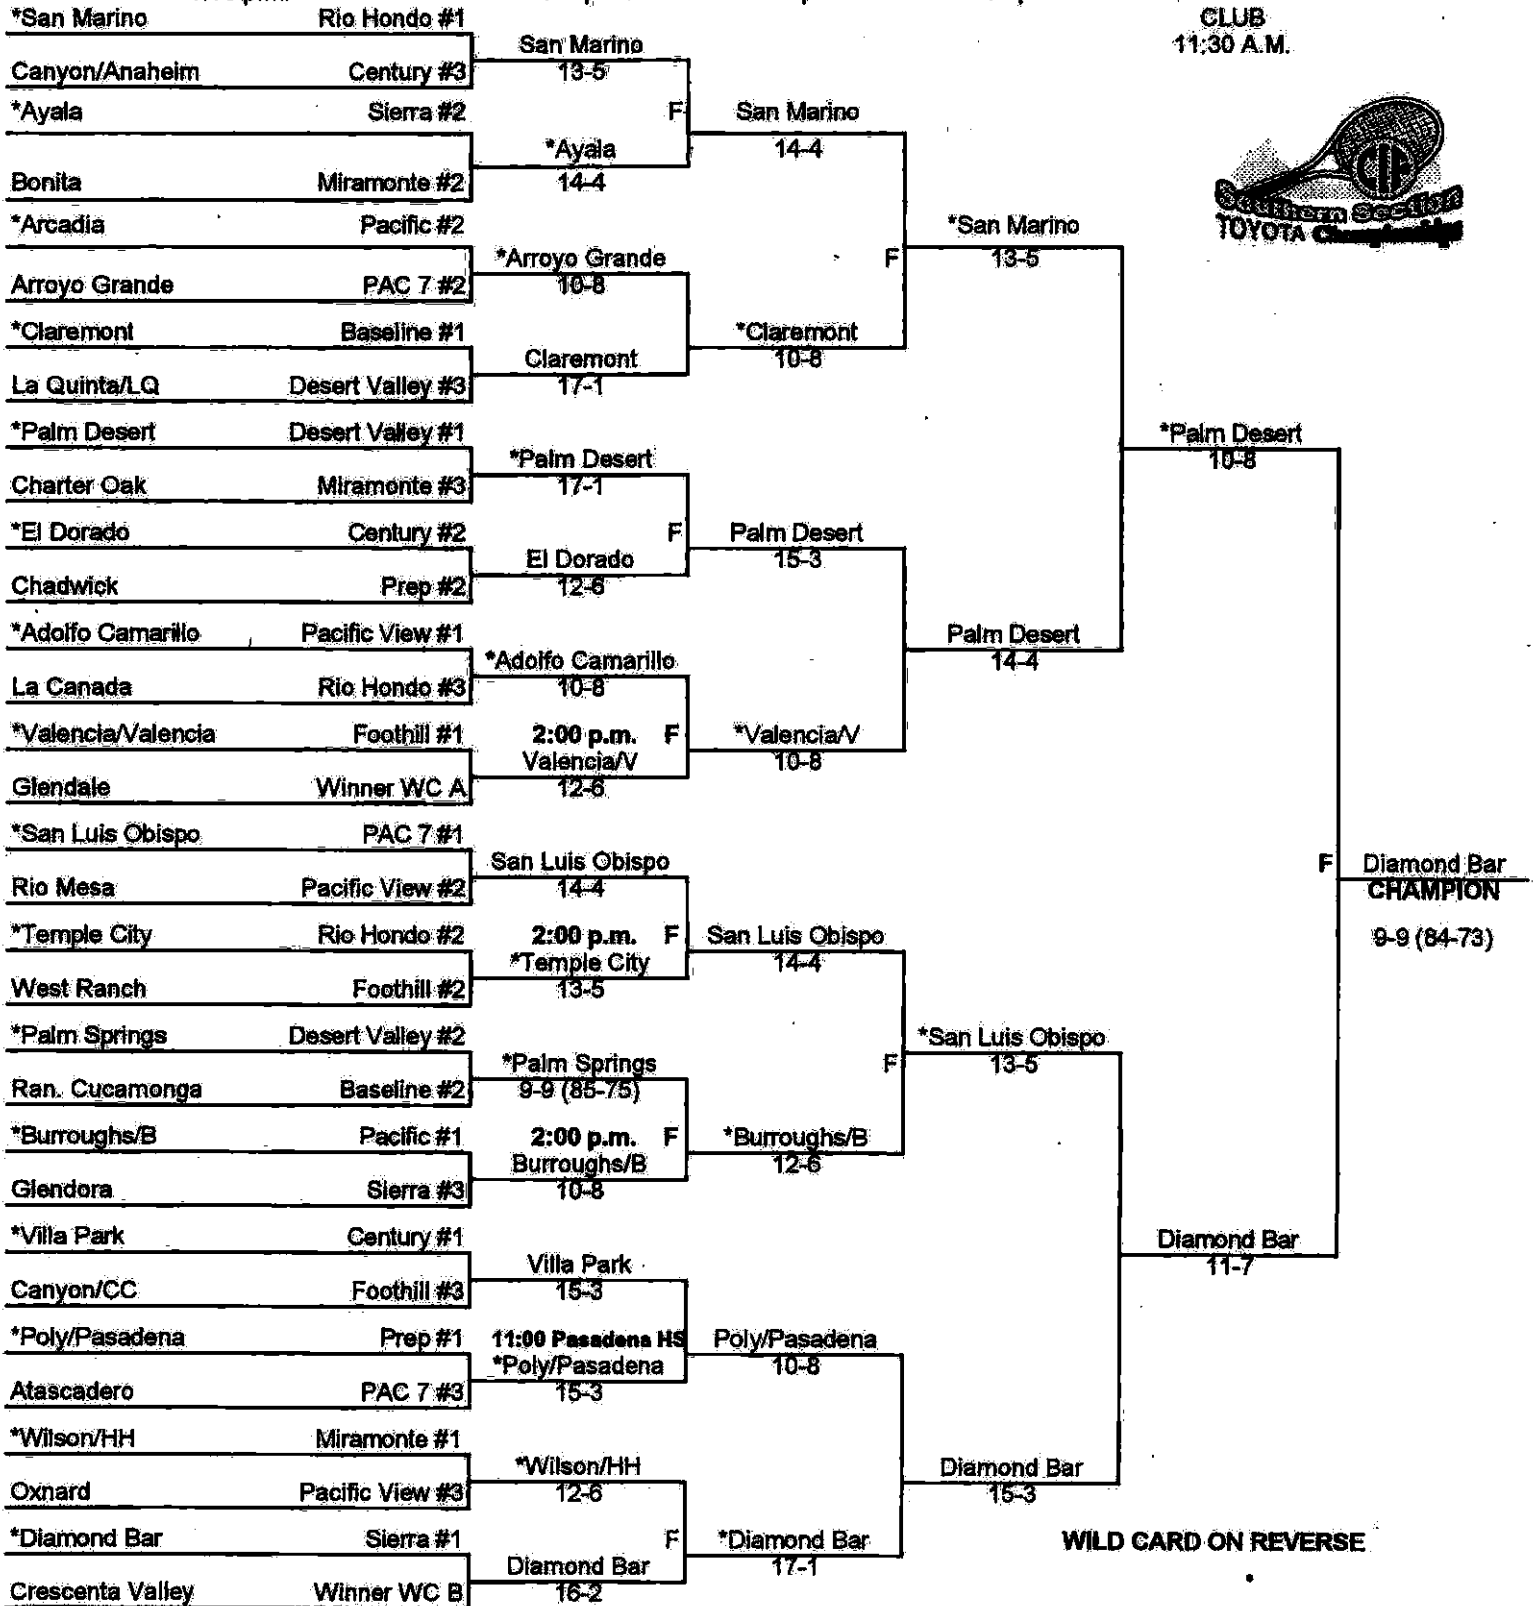 CLUB
11:30 A.M.
*San Marino Rio Hondo #1
San Marino
13-5
Canyon/Anaheim Century #3
*Ayala Sierra #2
F San Marino
14-4
*Ayala
14-4
Bonita Miramonte #2
CIF
Southern Section
TOYOTA Championships
*Arcadia Pacific #2
*San Marino
13-5
*Arroyo Grande
10-8
F
Arroyo Grande PAC 7 #2
*Claremont Baseline #1
*Claremont
10-8
Claremont
17-1
La Quinta/LQ Desert Valley #3
*Palm Desert Desert Valley #1
*Palm Desert
10-8
*Palm Desert
17-1
Charter Oak Miramonte #3
*El Dorado Century #2
F Palm Desert
15-3
El Dorado
12-6
Chadwick Prep #2
*Adolfo Camarillo Pacific View #1
Palm Desert
14-4
*Adolfo Camarillo
10-8
La Canada Rio Hondo #3
*Valencia/Valencia Foothill #1
2:00 p.m. F *Valencia/V
10-8
Valencia/V
12-6
Glendale Winner WC A
*San Luis Obispo PAC 7 #1
San Luis Obispo
14-4
F Diamond Bar
CHAMPION
9-9 (84-73)
Rio Mesa Pacific View #2
*Temple City Rio Hondo #2
2:00 p.m. F San Luis Obispo
14-4
*Temple City
13-5
West Ranch Foothill #2
*Palm Springs Desert Valley #2
*San Luis Obispo
13-5
F
*Palm Springs
9-9 (85-75)
Ran. Cucamonga Baseline #2
*Burroughs/B Pacific #1
2:00 p.m. F *Burroughs/B
12-6
Burroughs/B
10-8
Glendora Sierra #3
*Villa Park Century #1
Diamond Bar
11-7
Villa Park
15-3
Canyon/CC Foothill #3
*Poly/Pasadena Prep #1
11:00 Pasadena HS Poly/Pasadena
10-8
*Poly/Pasadena
15-3
Atascadero PAC 7 #3
*Wilson/HH Miramonte #1
*Wilson/HH
12-6
Diamond Bar
15-3
Oxnard Pacific View #3
*Diamond Bar Sierra #1
F *Diamond Bar
17-1
WILD CARD ON REVERSE
Diamond Bar
16-2
Crescenta Valley Winner WC B